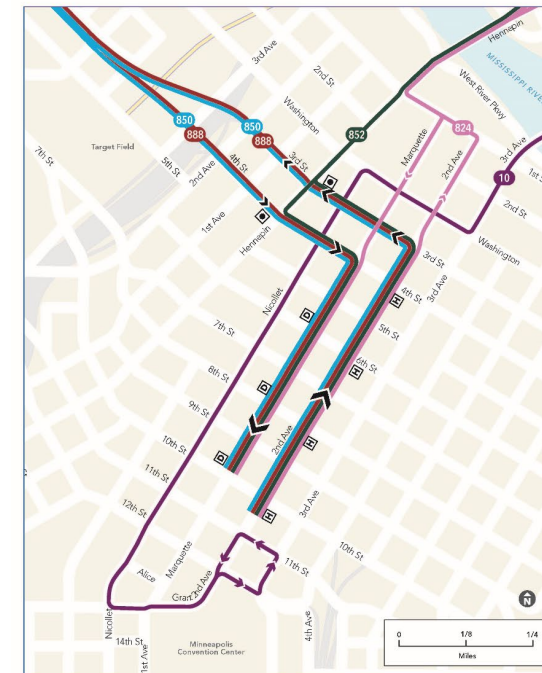 Hennepin
MISSISSIPPI RIVER
3rd Ave
2nd St
West River Pkwy
Washington
850
888
850
888
852
824
Marquette
2nd Ave
3rd Ave
1st S
10
7th St
Target Field
5th St
2nd Ave
4th St
3rd St
2nd St
1st Ave
Hennepin
Washington
3rd St
3rd Ave
4th St
H
Nicollet
D
5th St
7th St
6th St
H
8th St
D
9th St
2nd Ave
10th St
H
D
11th St
3rd Ave
H
12th St
10th St
Marquette
11th St
Alice
2nd Ave
Gran
N
Nicollet
14th St
1st Ave
4th Ave
Minneapolis
Convention Center
0 1/8 1/4
Miles